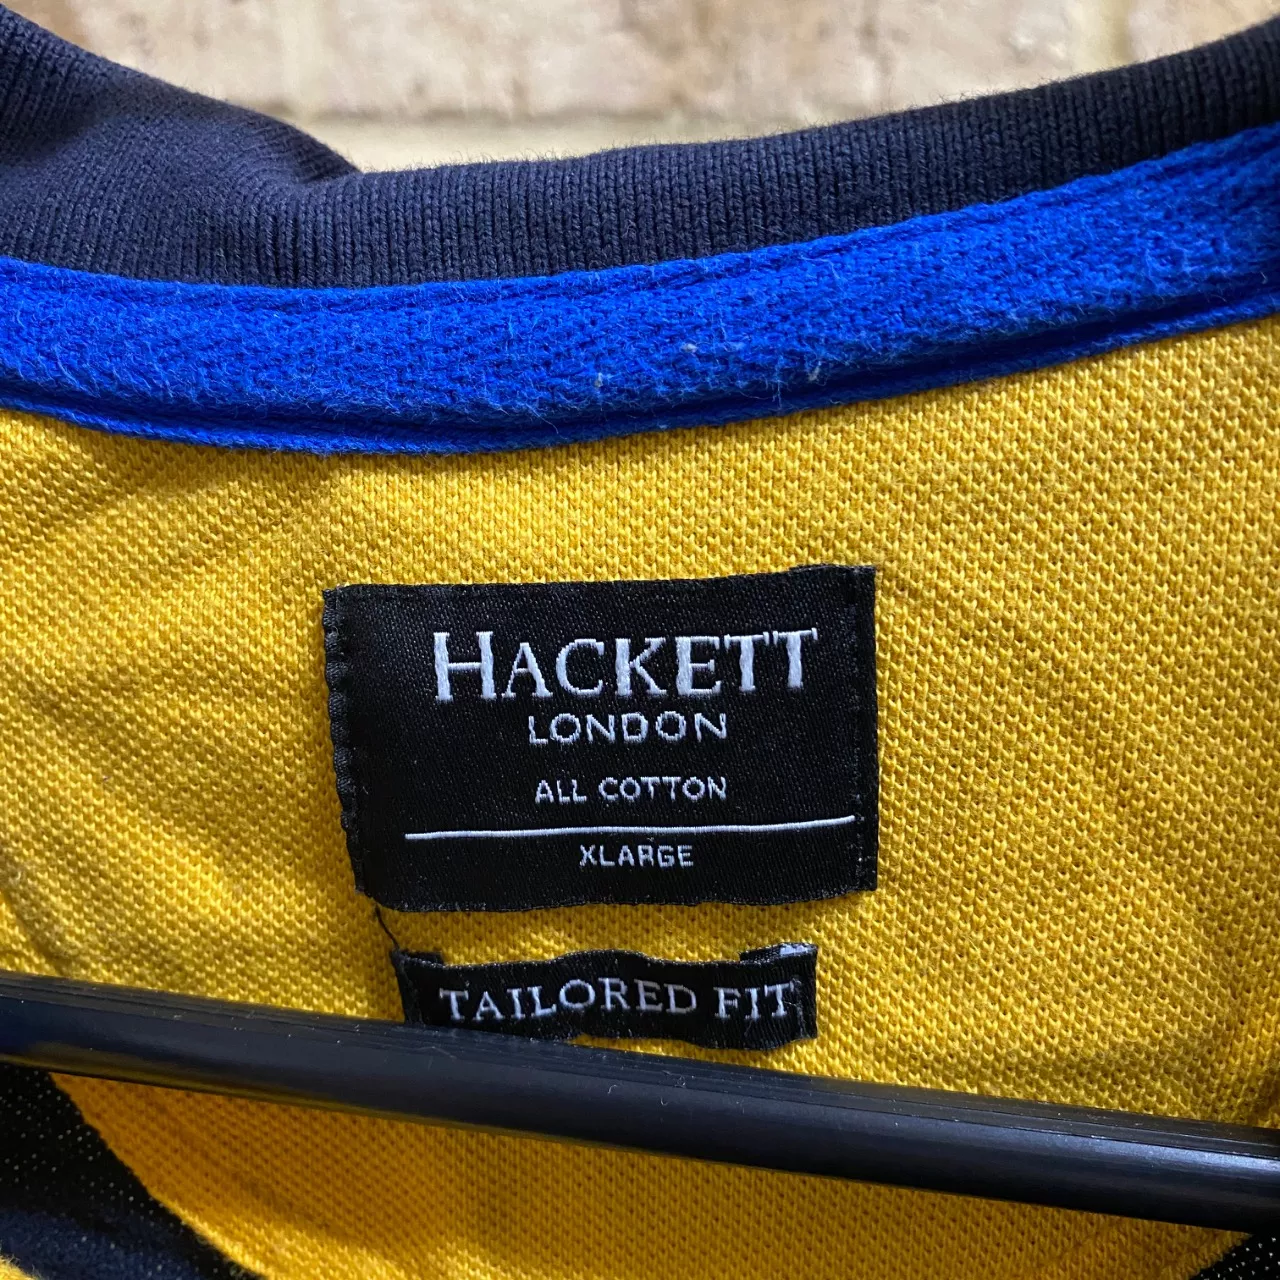 HACKETT
LONDON
ALL COTTON
XLARGE
TAILORED FIT